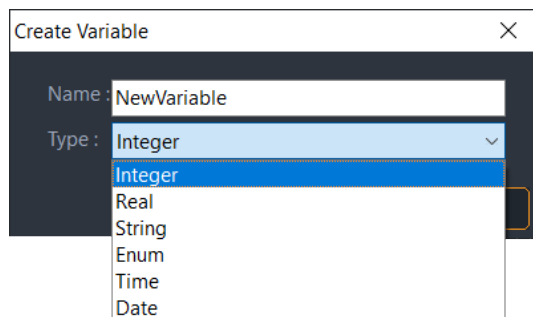 Create Variable
Name : NewVariable
Type : Integer
Integer
Real
String
Enum
Time
Date